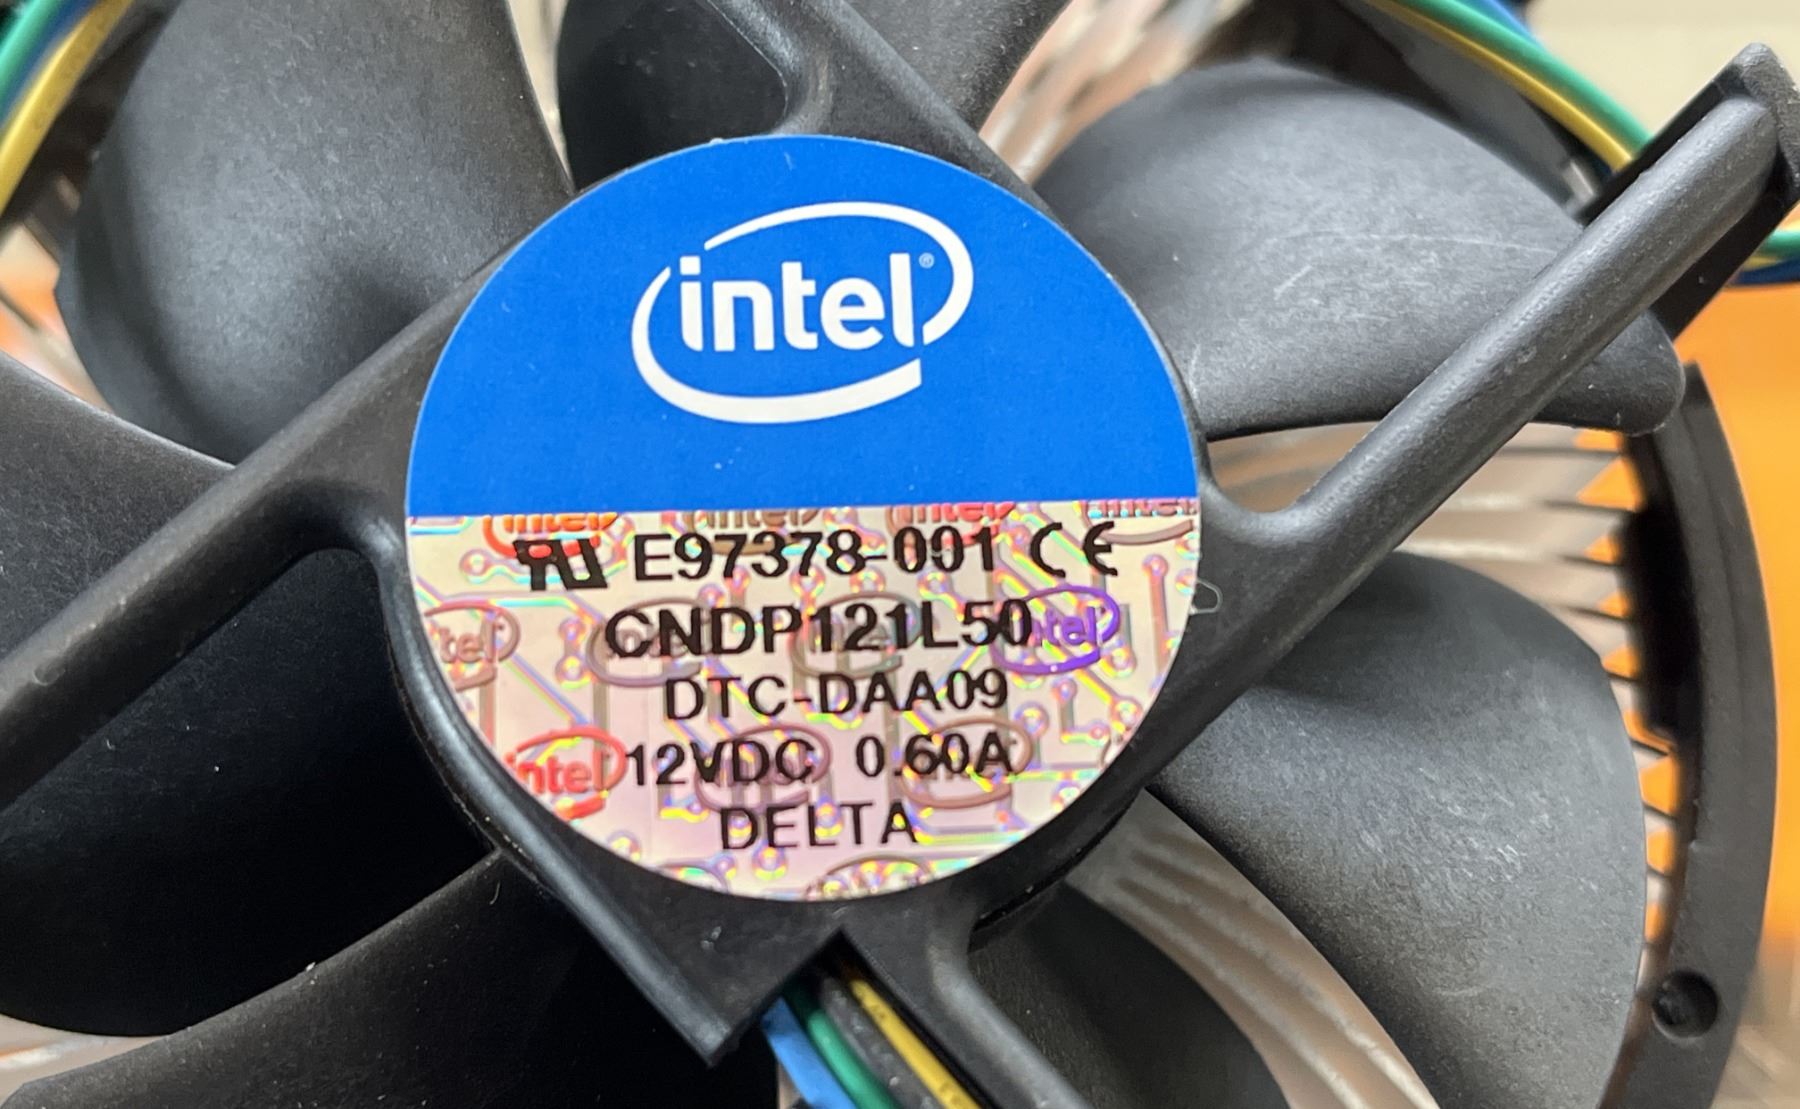 intel®
E97378-001 CE
CNDP121L50
DTC-DAA09
12VDC 0.60A
DELTA